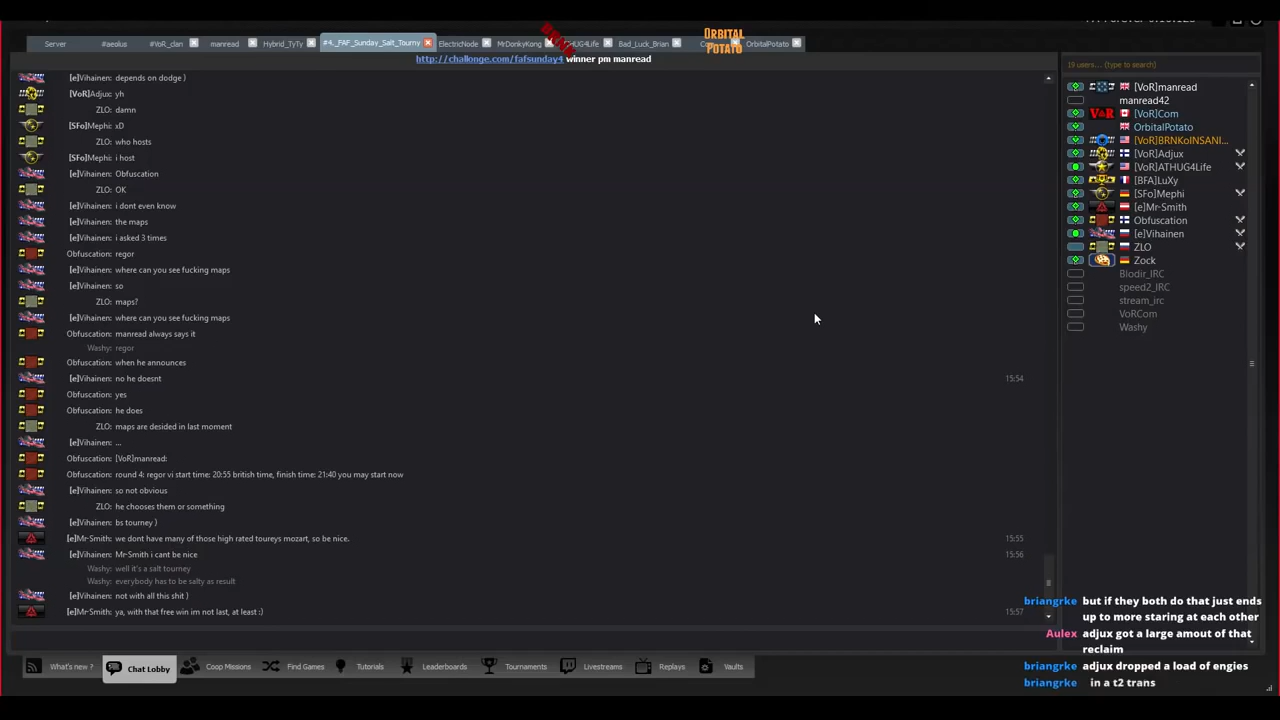 Server
#aeolus
#YoR_clan
manread
Hybrid_TyTy
#4._FAF_Sunday_Salt_Tourny
ElectricNode
MrDonkyKong
THUG4Life
Bad_Luck_Brian
ORBITAL
POTATO
OrbitalPotato
http://challonge.com/fafsunday4 winner pm manread
[e]Vihainen: depends on dodge )
[VoR]Adjux: yh
ZLO: damn
[SFo]Mephi: xD
ZLO: who hosts
[SFo]Mephi: i host
[e]Vihainen: Obfuscation
ZLO: OK
[e]Vihainen: i dont even know
[e]Vihainen: the maps
[e]Vihainen: i asked 3 times
Obfuscation: regor
[e]Vihainen: where can you see fucking maps
[e]Vihainen: so
ZLO: maps?
[e]Vihainen: where can you see fucking maps
Obfuscation: manread always says it
Washy: regor
Obfuscation: when he announces
[e]Vihainen: no he doesnt 15:54
Obfuscation: yes
Obfuscation: he does
ZLO: maps are desided in last moment
[e]Vihainen: ...
Obfuscation: [VoR]manread:
Obfuscation: round 4: regor vi start time: 20:55 british time, finish time: 21:40 you may start now
[e]Vihainen: so not obvious
ZLO: he chooses them or something
[e]Vihainen: bs tourney )
[e]Mr-Smith: we dont have many of those high rated toureys mozart, so be nice. 15:55
[e]Vihainen: Mr-Smith i cant be nice 15:56
Washy: well it's a salt tourney
Washy: everybody has to be salty as result
[e]Vihainen: not with all this shit )
[e]Mr-Smith: ya, with that free win im not last, at least :) 15:57
19 users... (type to search)
[VoR]manread
manread42
[VoR]Com
OrbitalPotato
[VoR]BRNKoINSANI...
[VoR]Adjux
[VoR]ATHUG4Life
[BFA]LuXy
[SFo]Mephi
[e]Mr-Smith
Obfuscation
[e]Vihainen
ZLO
Zock
Blodir_IRC
speed2_IRC
stream_irc
VoRCom
Washy
briangrke but if they both do that just ends
up to more staring at each other
Aulex adjux got a large amout of that
reclaim
briangrke adjux dropped a load of engies
briangrke in a t2 trans
What's new ?
Chat Lobby
Coop Missions
Find Games
Tutorials
Leaderboards
Tournaments
Livestreams
Replays
Vaults